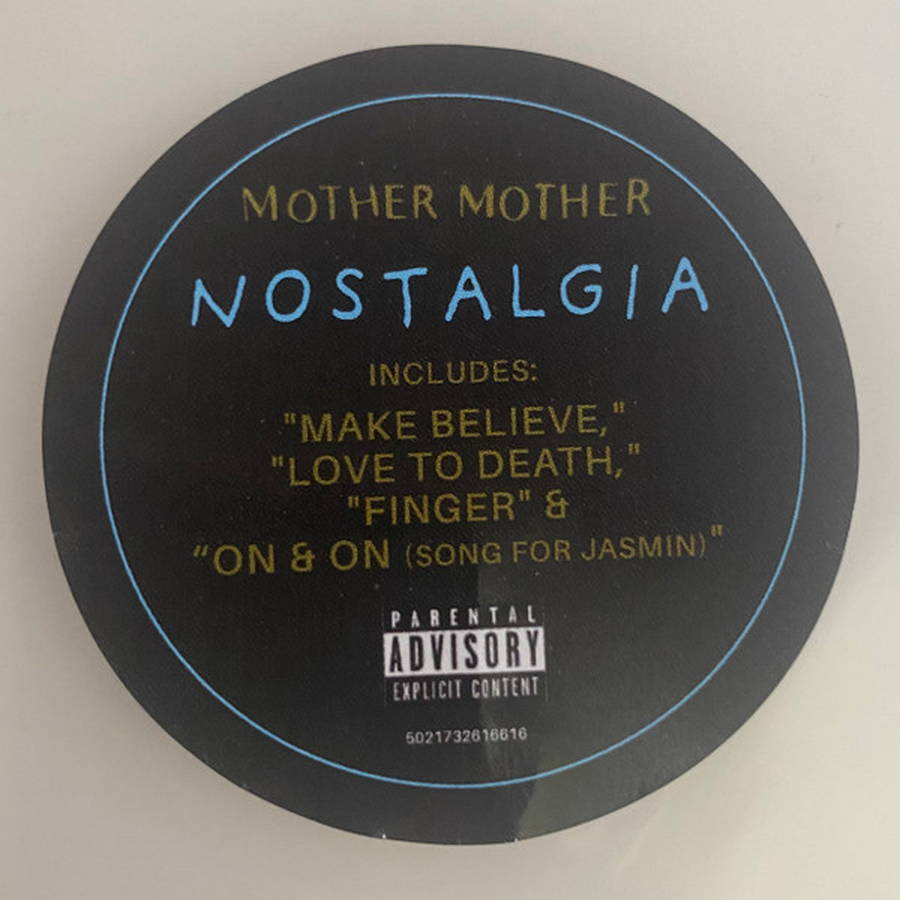 MOTHER MOTHER
NOSTALGIA
INCLUDES:
"MAKE BELIEVE,"
"LOVE TO DEATH,"
"FINGER" &
“ON & ON (SONG FOR JASMIN)"
PARENTAL
ADVISORY
EXPLICIT CONTENT
5021732616616